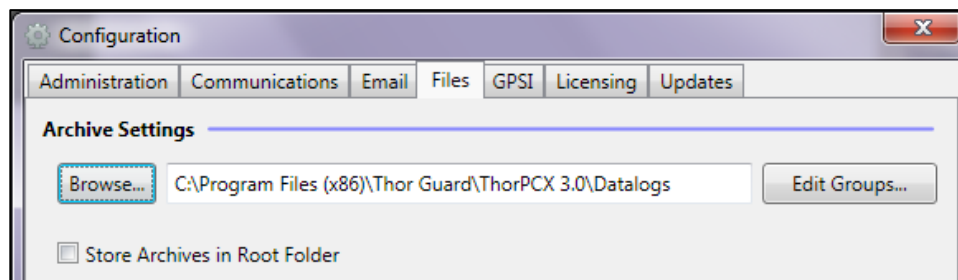 Configuration
Administration Communications Email Files GPSI Licensing Updates
Archive Settings
Browse... C:\Program Files (x86)\Thor Guard\ThorPCX 3.0\Datalogs Edit Groups...
Store Archives in Root Folder